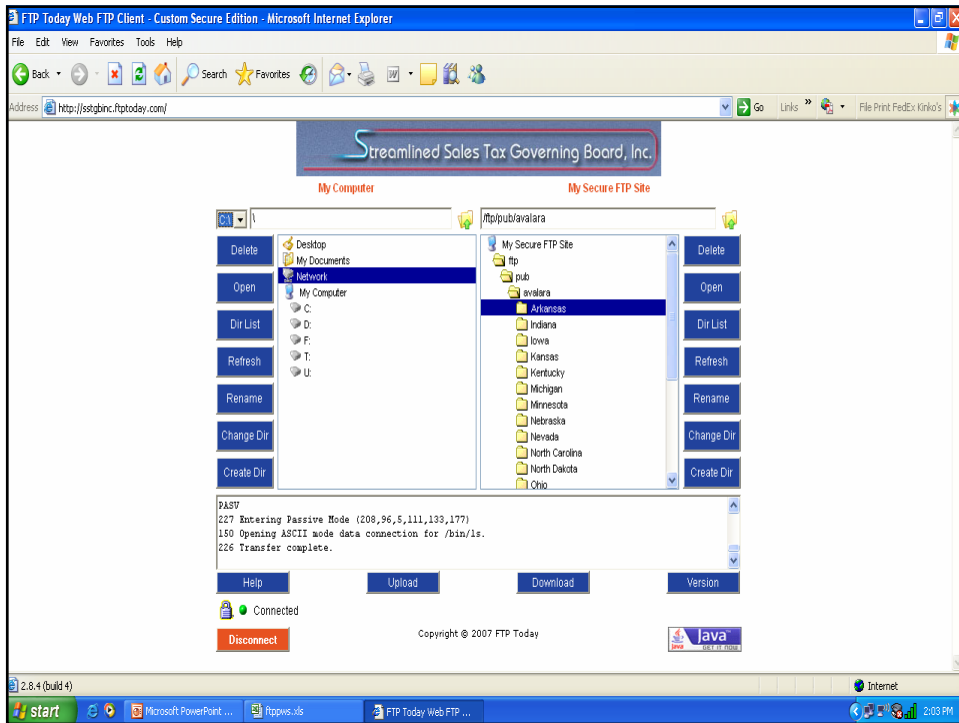 FTP Today Web FTP Client - Custom Secure Edition - Microsoft Internet Explorer
File Edit View Favorites Tools Help
Back Search Favorites
Address http://sstgbinc.ftptoday.com/ Go Links » File Print FedEx Kinko's
Streamlined Sales Tax Governing Board, Inc.
My Computer My Secure FTP Site
C:\ \ /ftp/pub/avalara
Delete
Open
Dir List
Refresh
Rename
Change Dir
Create Dir
Desktop
My Documents
Network
My Computer
C:
D:
F:
T:
U:
My Secure FTP Site
ftp
pub
avalara
Arkansas
Indiana
Iowa
Kansas
Kentucky
Michigan
Minnesota
Nebraska
Nevada
North Carolina
North Dakota
Ohio
Delete
Open
Dir List
Refresh
Rename
Change Dir
Create Dir
PASV
227 Entering Passive Mode (208,96,5,111,133,177)
150 Opening ASCII mode data connection for /bin/ls.
226 Transfer complete.
Help Upload Download Version
Connected
Disconnect Copyright © 2007 FTP Today Java GET IT NOW
2.8.4 (build 4) Internet
start Microsoft PowerPoint ... ftppws.xls FTP Today Web FTP ... 2:03 PM